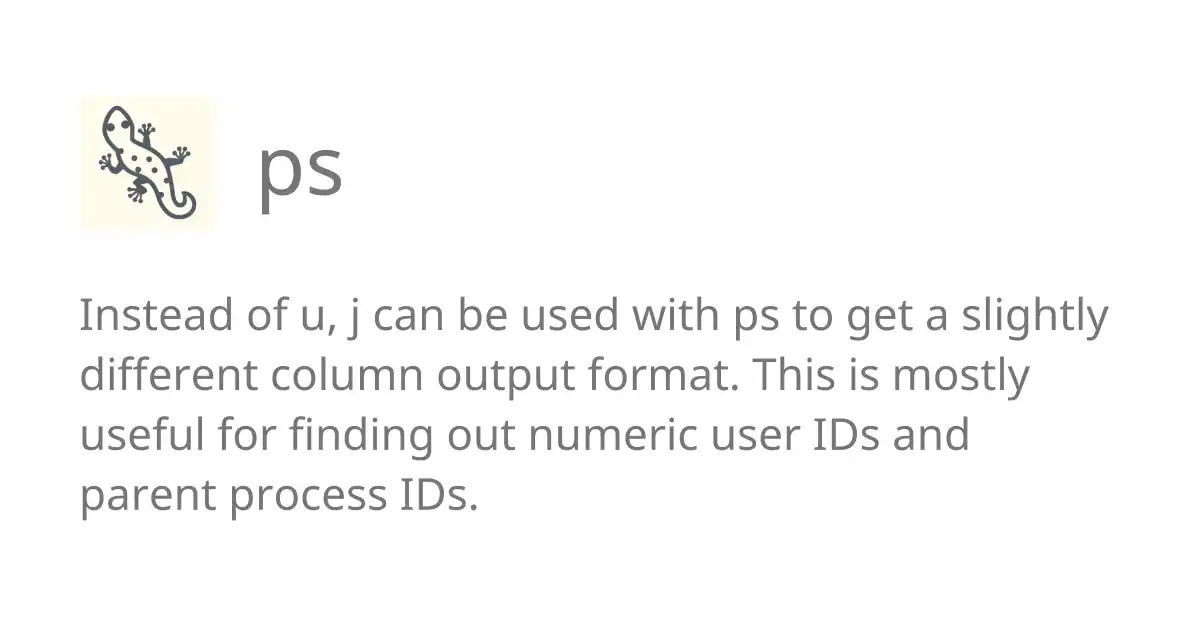 ps
Instead of u, j can be used with ps to get a slightly
different column output format. This is mostly
useful for finding out numeric user IDs and
parent process IDs.